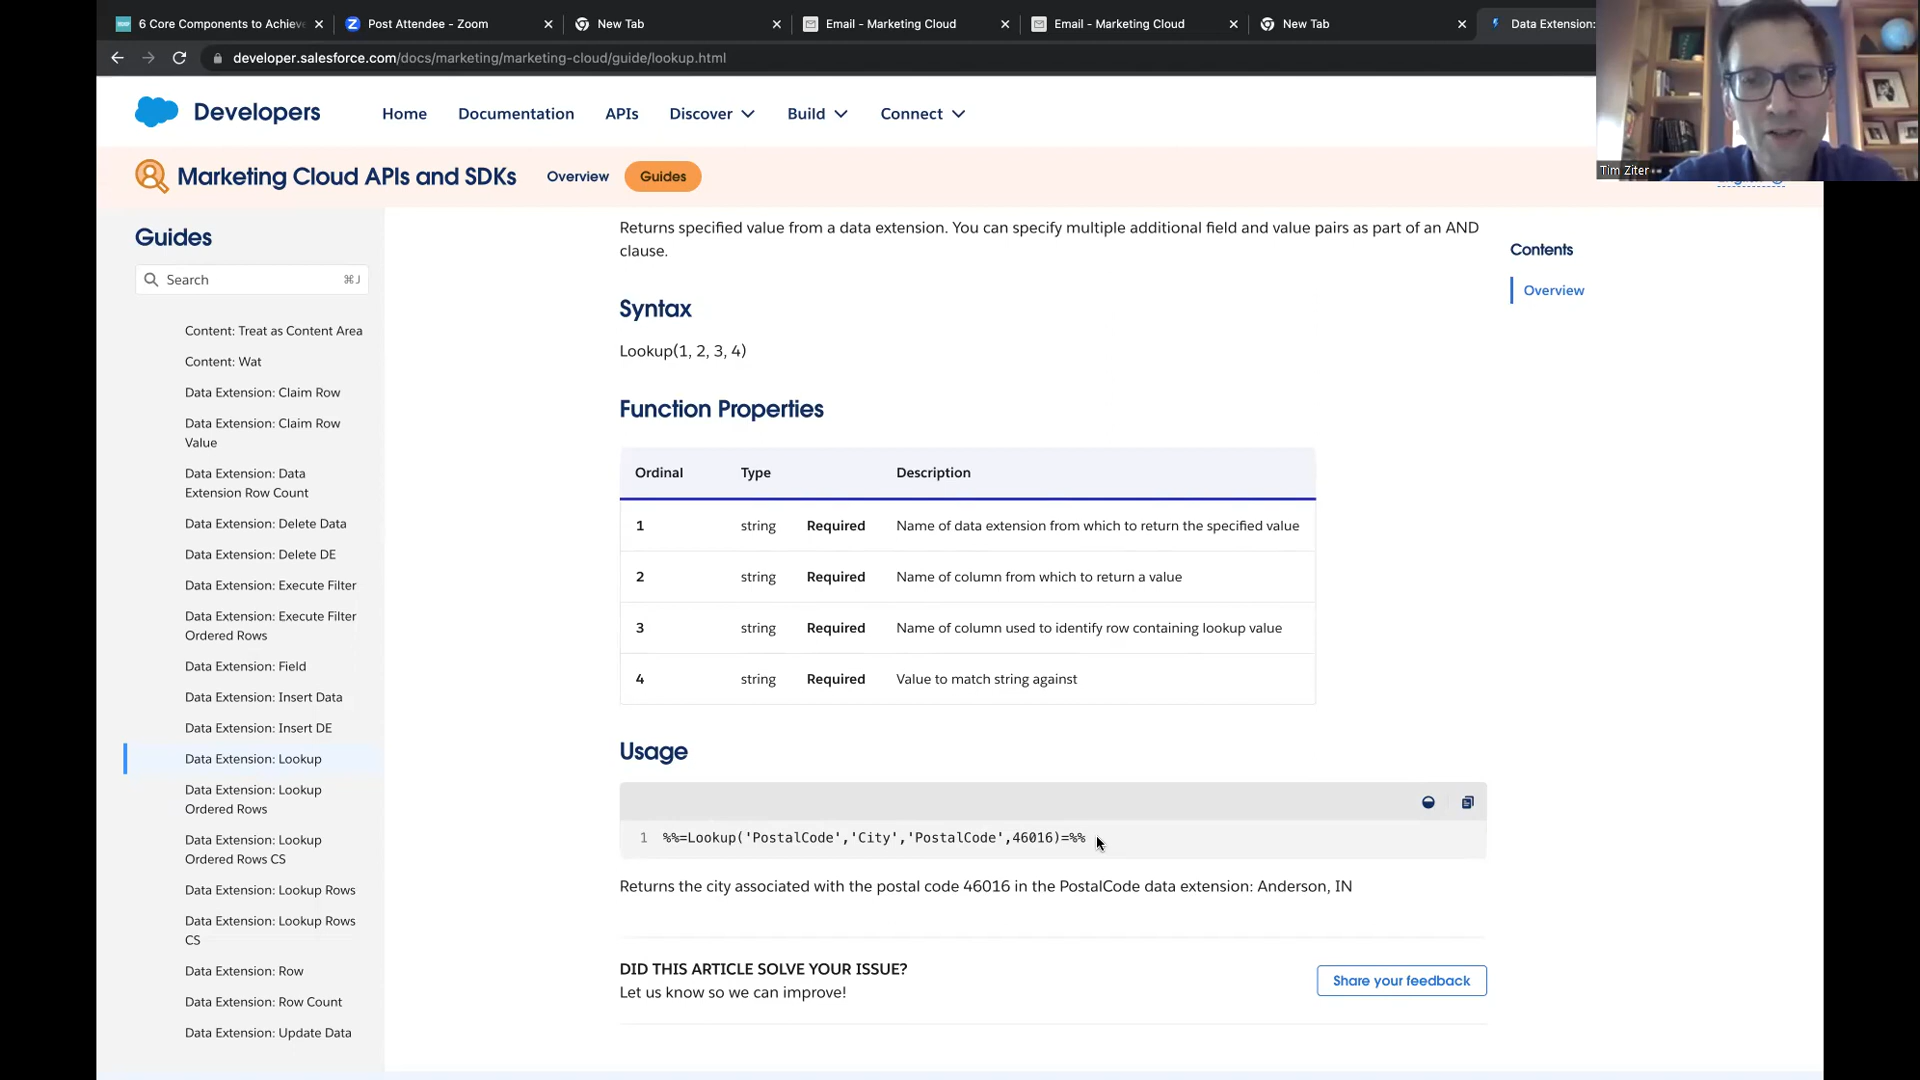 6 Core Components to Achiev
Post Attendee - Zoom
New Tab
Email - Marketing Cloud
Email - Marketing Cloud
New Tab
Data Extension:
developer.salesforce.com/docs/marketing/marketing-cloud/guide/lookup.html
Developers
Home
Documentation
APIs
Discover
Build
Connect
Tim Ziter
Marketing Cloud APIs and SDKs
Overview
Guides
Guides
Search
⌘J
Content: Treat as Content Area
Content: Wat
Data Extension: Claim Row
Data Extension: Claim Row
Value
Data Extension: Data
Extension Row Count
Data Extension: Delete Data
Data Extension: Delete DE
Data Extension: Execute Filter
Data Extension: Execute Filter
Ordered Rows
Data Extension: Field
Data Extension: Insert Data
Data Extension: Insert DE
Data Extension: Lookup
Data Extension: Lookup
Ordered Rows
Data Extension: Lookup
Ordered Rows CS
Data Extension: Lookup Rows
Data Extension: Lookup Rows
CS
Data Extension: Row
Data Extension: Row Count
Data Extension: Update Data
Returns specified value from a data extension. You can specify multiple additional field and value pairs as part of an AND
clause.
Syntax
Lookup(1, 2, 3, 4)
Function Properties
Ordinal Type Description
1 string Required Name of data extension from which to return the specified value
2 string Required Name of column from which to return a value
3 string Required Name of column used to identify row containing lookup value
4 string Required Value to match string against
Usage
1 %%=Lookup('PostalCode','City','PostalCode',46016)=%%
Returns the city associated with the postal code 46016 in the PostalCode data extension: Anderson, IN
DID THIS ARTICLE SOLVE YOUR ISSUE?
Let us know so we can improve!
Share your feedback
Contents
Overview